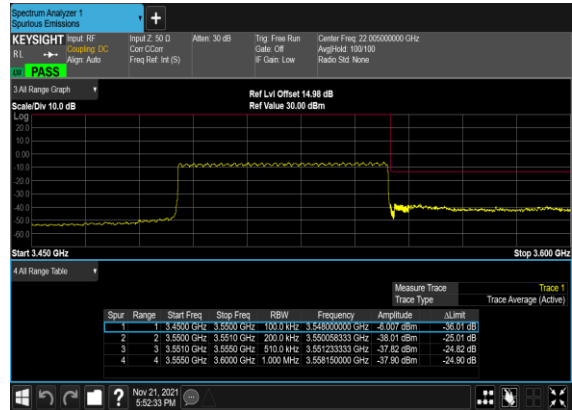 Spectrum Analyzer 1
Spurious Emissions
+
KEYSIGHT Input: RF Input Z: 50 Ω Atten: 30 dB Trig: Free Run Center Freq: 22.005000000 GHz
RL Coupling: DC Corr CCorr Gate: Off Avg|Hold: 100/100
Align: Auto Freq Ref: Int (S) IF Gain: Low Radio Std: None
LW PASS
3 All Range Graph
Ref Lvl Offset 14.98 dB
Scale/Div 10.0 dB Ref Value 30.00 dBm
Log
20.0
10.0
0.00
-10.0
-20.0
-30.0
-40.0
-50.0
-60.0
Start 3.450 GHz Stop 3.600 GHz
4 All Range Table
Measure Trace Trace 1
Trace Type Trace Average (Active)
Spur Range Start Freq Stop Freq RBW Frequency Amplitude ΔLimit
1 1 3.4500 GHz 3.5500 GHz 100.0 kHz 3.548000000 GHz -6.007 dBm -36.01 dB
2 2 3.5500 GHz 3.5510 GHz 200.0 kHz 3.550058333 GHz -38.01 dBm -25.01 dB
3 3 3.5510 GHz 3.5550 GHz 510.0 kHz 3.551233333 GHz -37.82 dBm -24.82 dB
4 4 3.5550 GHz 3.6000 GHz 1.000 MHz 3.558150000 GHz -37.90 dBm -24.90 dB
? Nov 21, 2021
5:52:33 PM